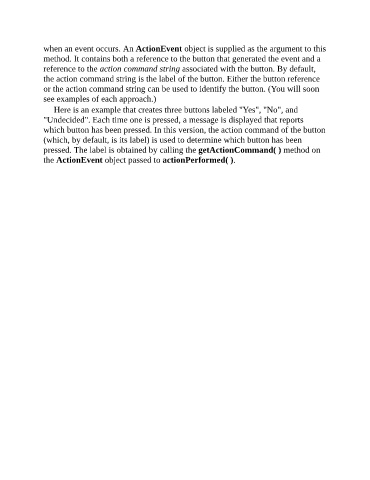 when an event occurs. An ActionEvent object is supplied as the argument to this
method. It contains both a reference to the button that generated the event and a
reference to the action command string associated with the button. By default,
the action command string is the label of the button. Either the button reference
or the action command string can be used to identify the button. (You will soon
see examples of each approach.)
Here is an example that creates three buttons labeled "Yes", "No", and
"Undecided". Each time one is pressed, a message is displayed that reports
which button has been pressed. In this version, the action command of the button
(which, by default, is its label) is used to determine which button has been
pressed. The label is obtained by calling the getActionCommand( ) method on
the ActionEvent object passed to actionPerformed( ).